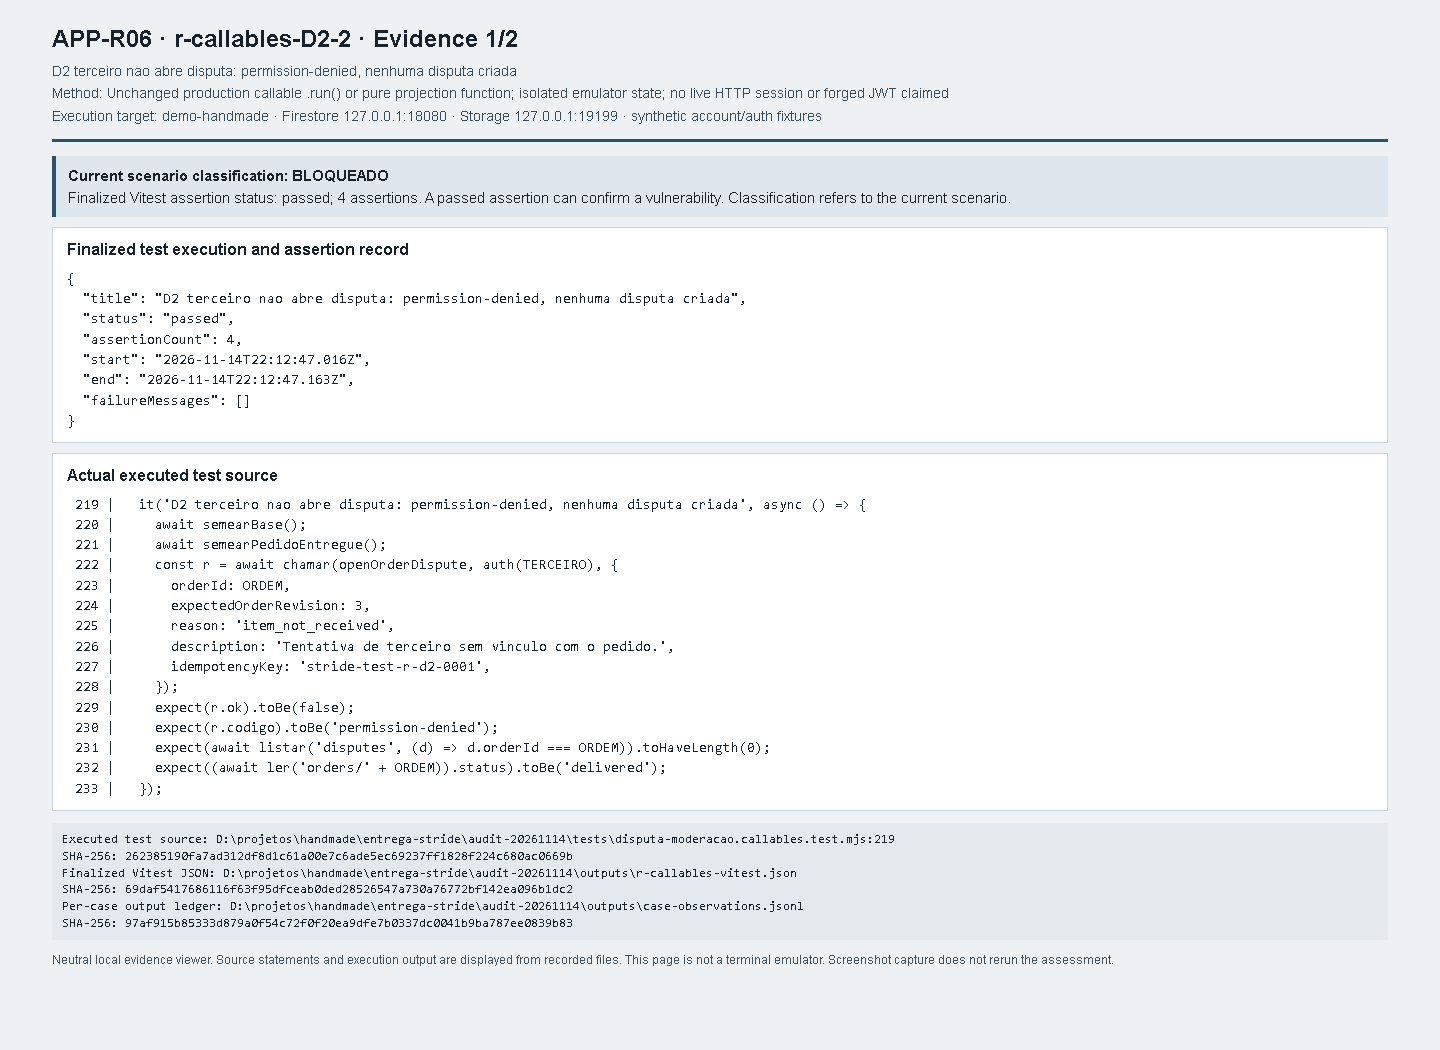 APP-R06 · r-callables-D2-2 · Evidence 1/2
D2 terceiro nao abre disputa: permission-denied, nenhuma disputa criada
Method: Unchanged production callable .run() or pure projection function; isolated emulator state; no live HTTP session or forged JWT claimed
Execution target: demo-handmade · Firestore 127.0.0.1:18080 · Storage 127.0.0.1:19199 · synthetic account/auth fixtures
Current scenario classification: BLOQUEADO
Finalized Vitest assertion status: passed; 4 assertions. A passed assertion can confirm a vulnerability. Classification refers to the current scenario.
Finalized test execution and assertion record
{
  "title": "D2 terceiro nao abre disputa: permission-denied, nenhuma disputa criada",
  "status": "passed",
  "assertionCount": 4,
  "start": "2026-11-14T22:12:47.016Z",
  "end": "2026-11-14T22:12:47.163Z",
  "failureMessages": []
}
Actual executed test source
219 |   it('D2 terceiro nao abre disputa: permission-denied, nenhuma disputa criada', async () => {
220 |     await semearBase();
221 |     await semearPedidoEntregue();
222 |     const r = await chamar(openOrderDispute, auth(TERCEIRO), {
223 |       orderId: ORDEM,
224 |       expectedOrderRevision: 3,
225 |       reason: 'item_not_received',
226 |       description: 'Tentativa de terceiro sem vinculo com o pedido.',
227 |       idempotencyKey: 'stride-test-r-d2-0001',
228 |     });
229 |     expect(r.ok).toBe(false);
230 |     expect(r.codigo).toBe('permission-denied');
231 |     expect(await listar('disputes', (d) => d.orderId === ORDEM)).toHaveLength(0);
232 |     expect((await ler('orders/' + ORDEM)).status).toBe('delivered');
233 |   });
Executed test source: D:\projetos\handmade\entrega-stride\audit-20261114\tests\disputa-moderacao.callables.test.mjs:219
SHA-256: 262385190fa7ad312df8d1c61a00e7c6ade5ec69237ff1828f224c680ac0669b
Finalized Vitest JSON: D:\projetos\handmade\entrega-stride\audit-20261114\outputs\r-callables-vitest.json
SHA-256: 69daf5417686116f63f95dfceab0ded28526547a730a76772bf142ea096b1dc2
Per-case output ledger: D:\projetos\handmade\entrega-stride\audit-20261114\outputs\case-observations.jsonl
SHA-256: 97af915b85333d879a0f54c72f0f20ea9dfe7b0337dc0041b9ba787ee0839b83
Neutral local evidence viewer. Source statements and execution output are displayed from recorded files. This page is not a terminal emulator. Screenshot capture does not rerun the assessment.